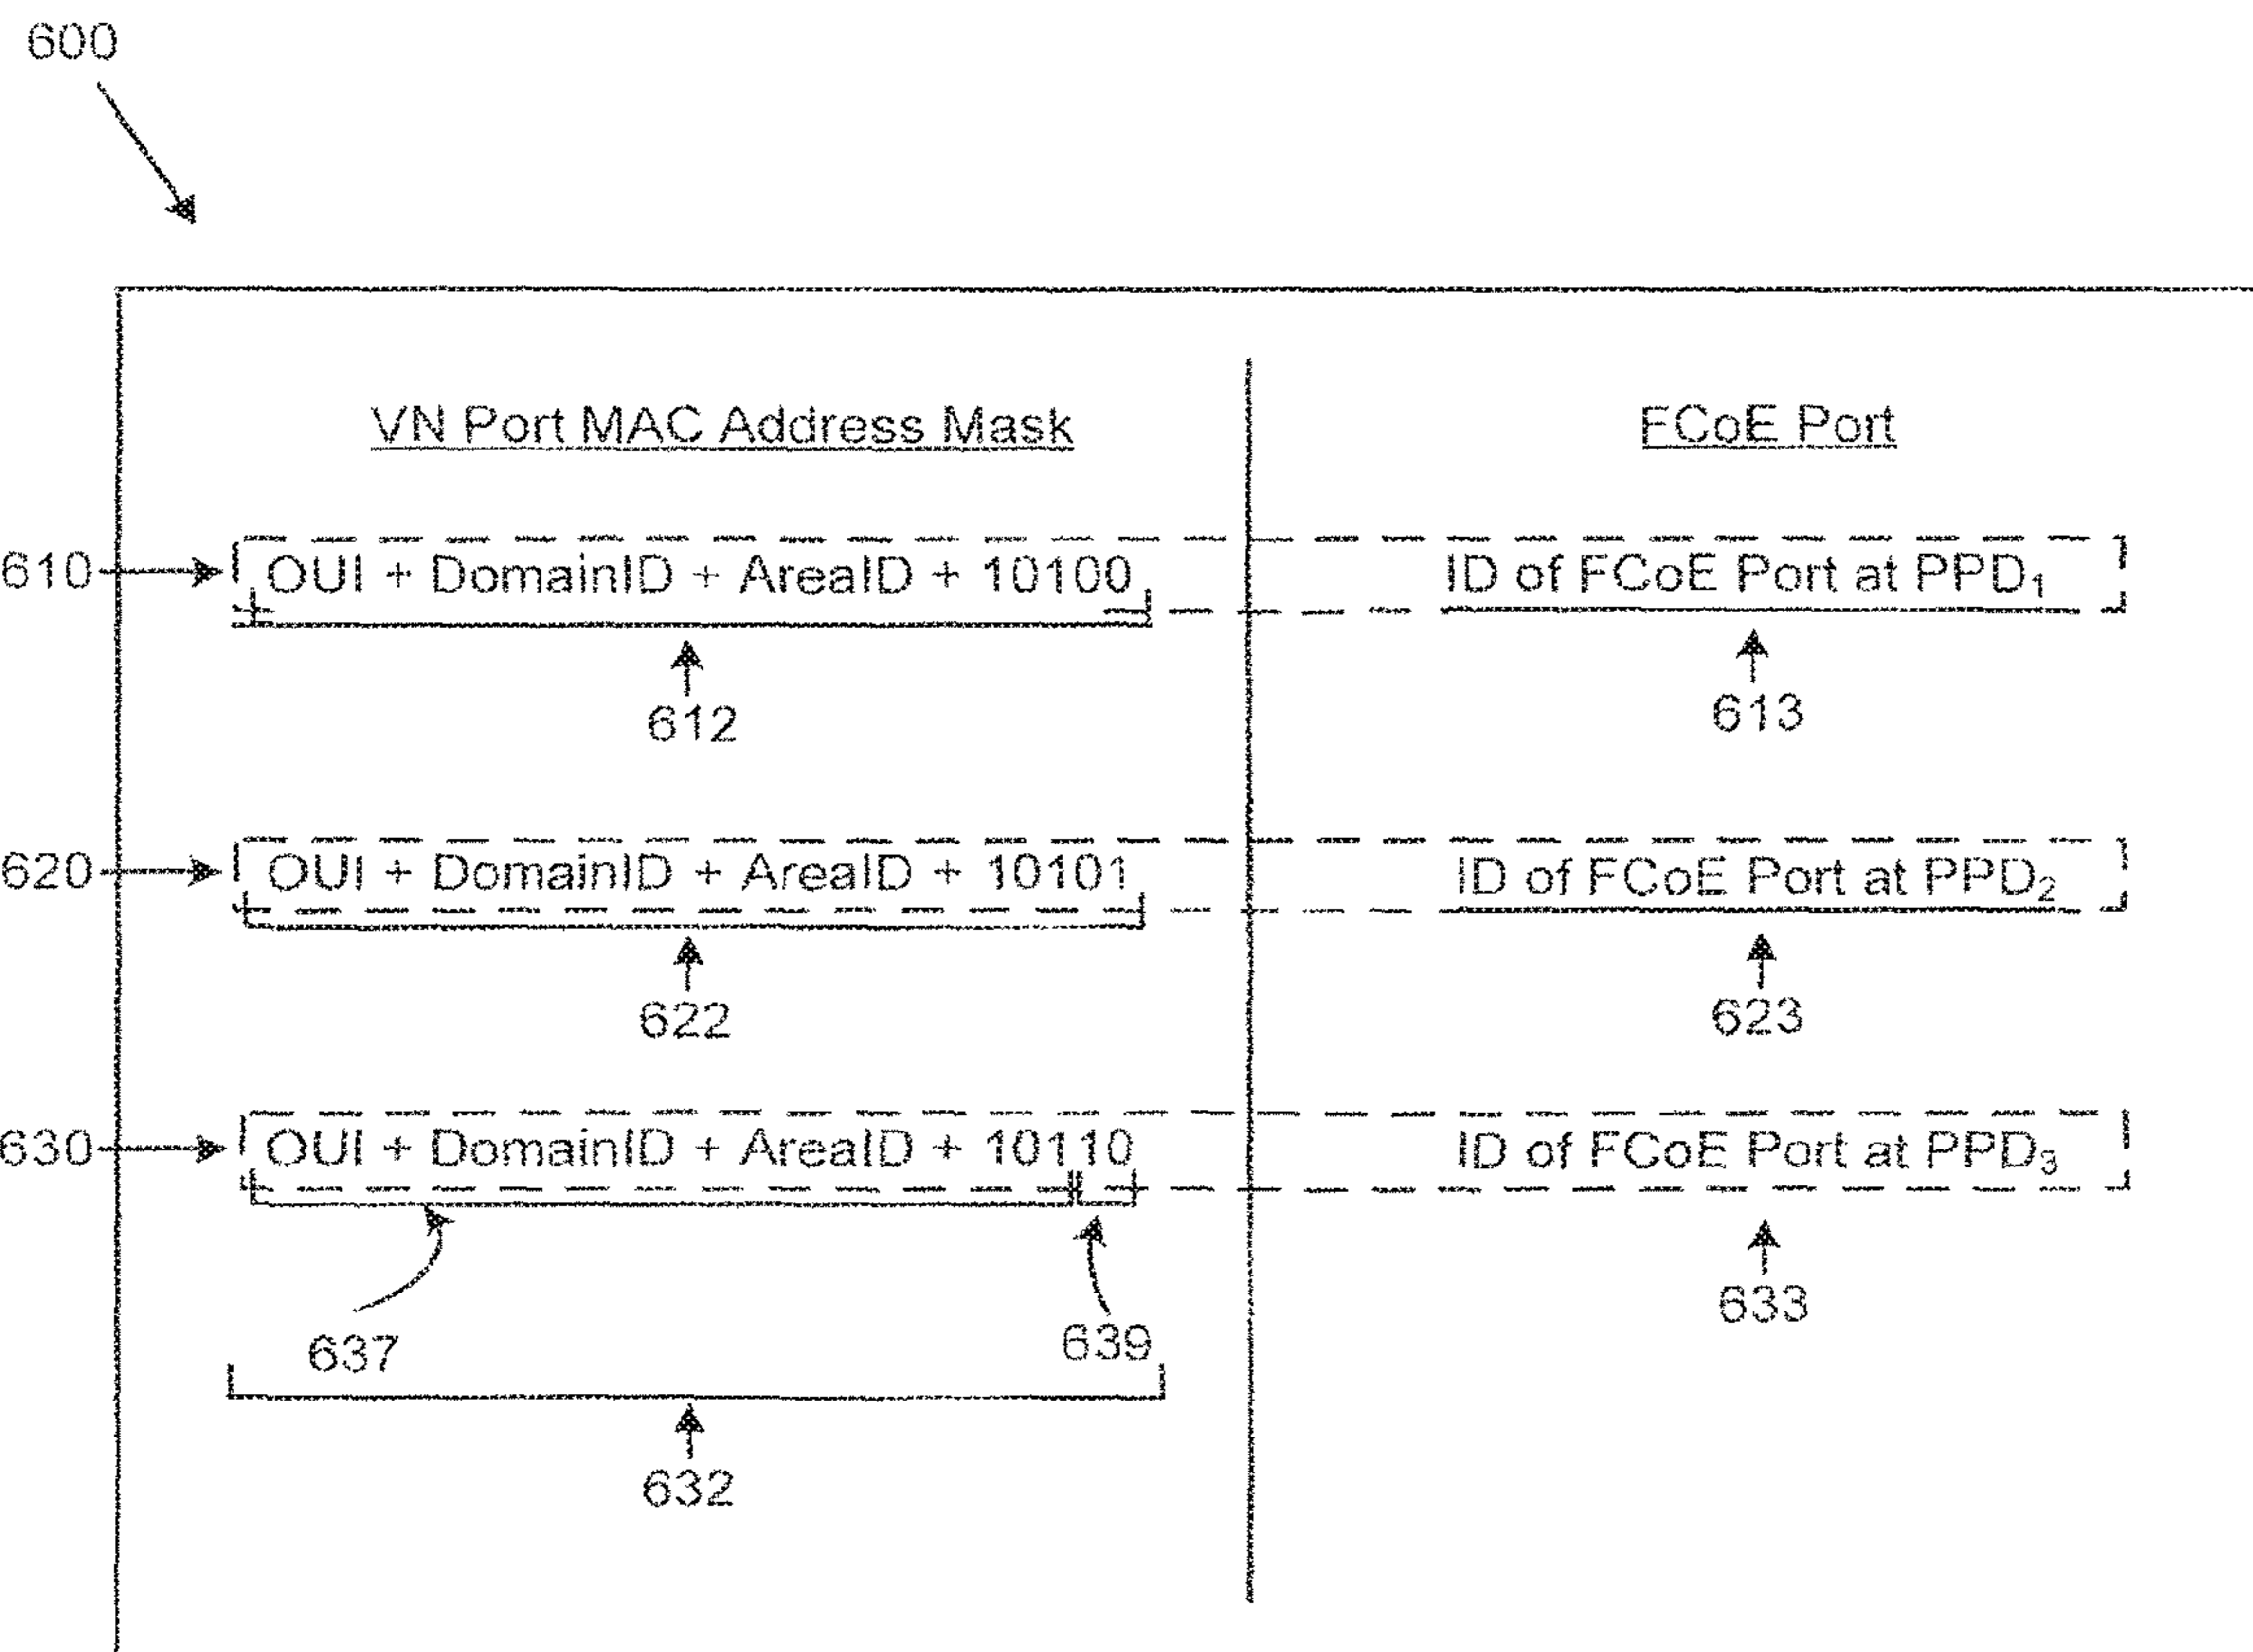 600
VN Port MAC Address Mask
FCoE Port
610
OUI + DomainID + AreaID + 10100
ID of FCoE Port at PPD₁
612
613
620
OUI + DomainID + AreaID + 10101
ID of FCoE Port at PPD₂
622
623
630
OUI + DomainID + AreaID + 10110
ID of FCoE Port at PPD₃
637
639
633
632